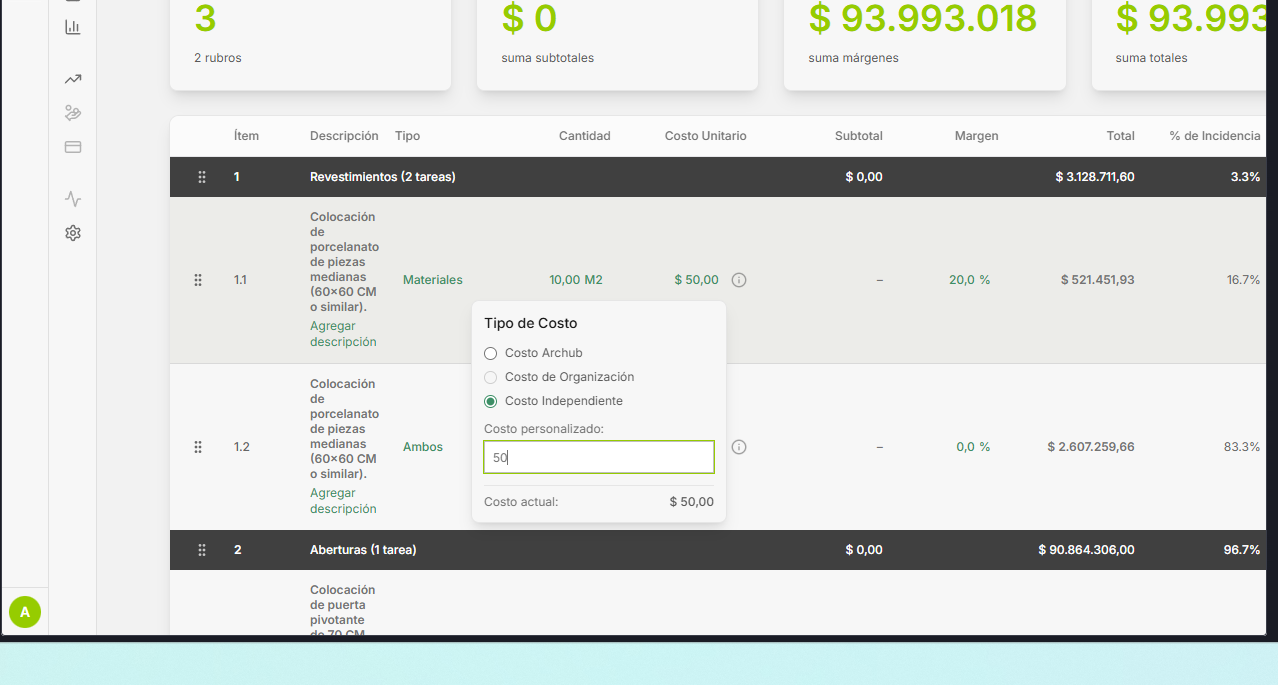 3
$ 0
$ 93.993.018
$ 93.993
2 rubros
suma subtotales
suma márgenes
suma totales
Ítem Descripción Tipo Cantidad Costo Unitario Subtotal Margen Total % de Incidencia
1 Revestimientos (2 tareas) $ 0,00 $ 3.128.711,60 3.3%
Colocación
de
porcelanato
de piezas
medianas
(60×60 CM
o similar).
Agregar
descripción
1.1 Materiales 10,00 M2 $ 50,00 – 20,0 % $ 521.451,93 16.7%
Tipo de Costo
Costo Archub
Costo de Organización
Costo Independiente
Costo personalizado:
50
Costo actual: $ 50,00
Colocación
de
porcelanato
de piezas
medianas
(60×60 CM
o similar).
Agregar
descripción
1.2 Ambos – 0,0 % $ 2.607.259,66 83.3%
2 Aberturas (1 tarea) $ 0,00 $ 90.864.306,00 96.7%
Colocación
de puerta
pivotante
de 70 CM
A